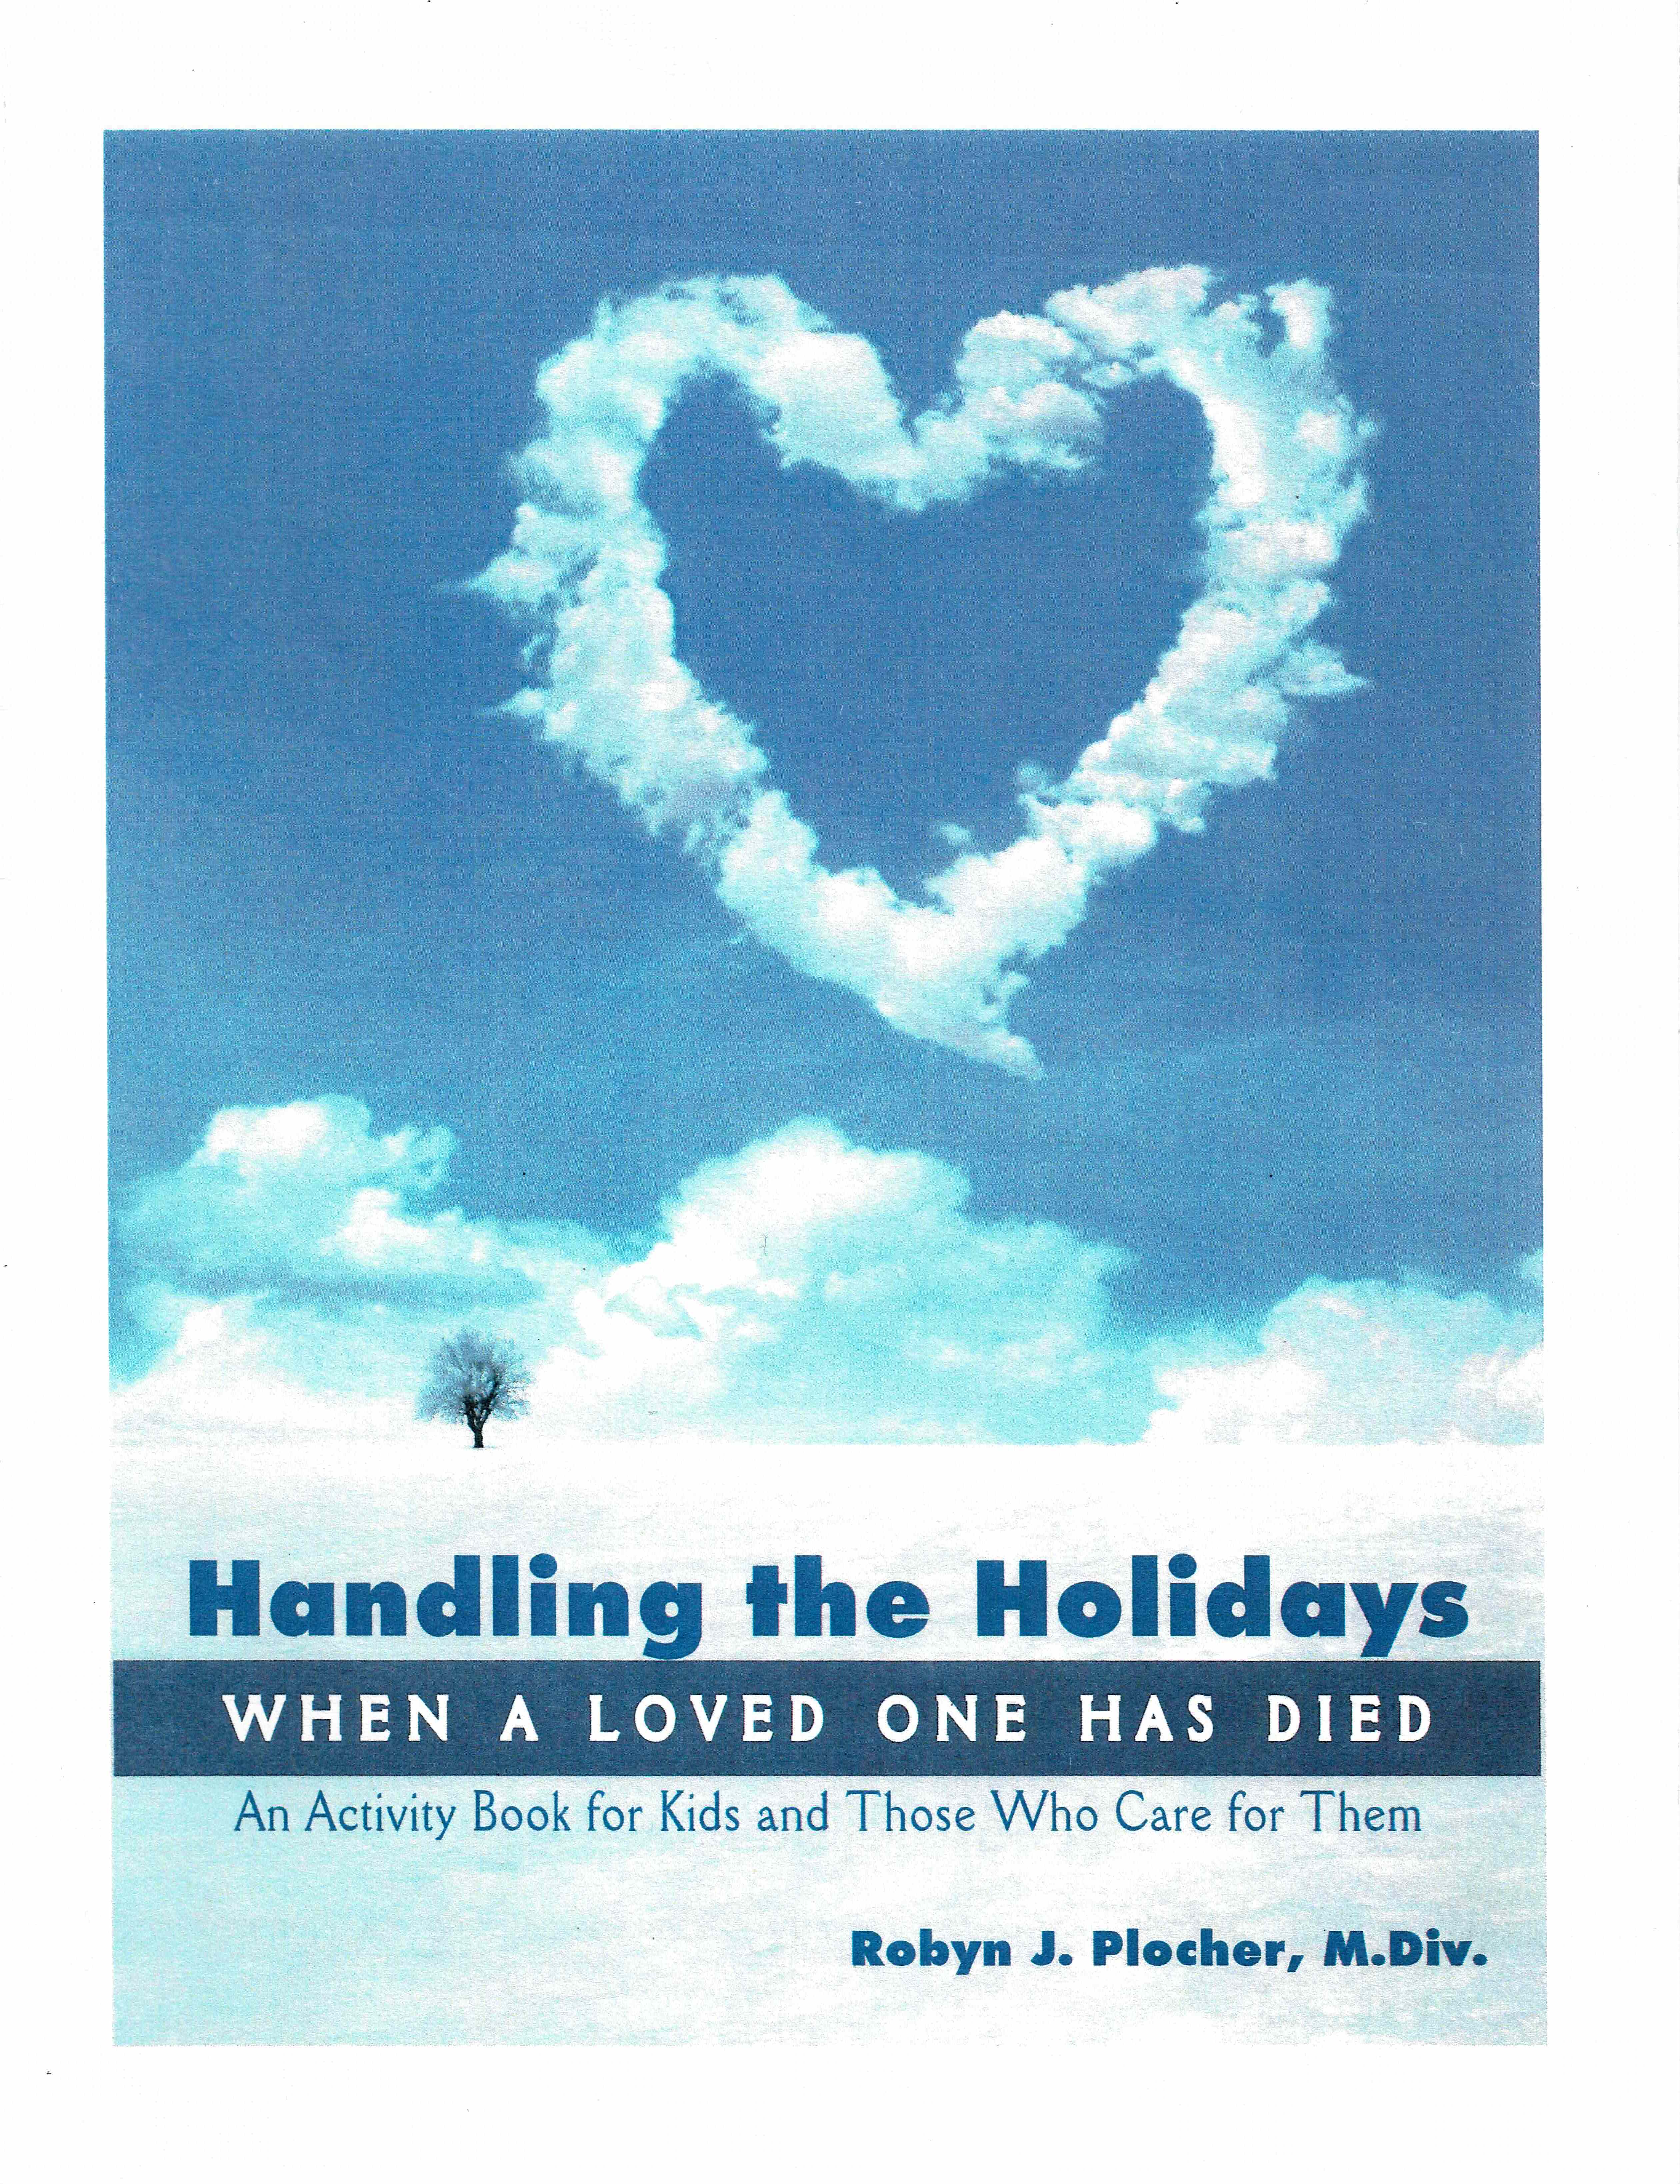 Handling the Holidays
WHEN A LOVED ONE HAS DIED
An Activity Book for Kids and Those Who Care for Them
Robyn J. Plocher, M.Div.